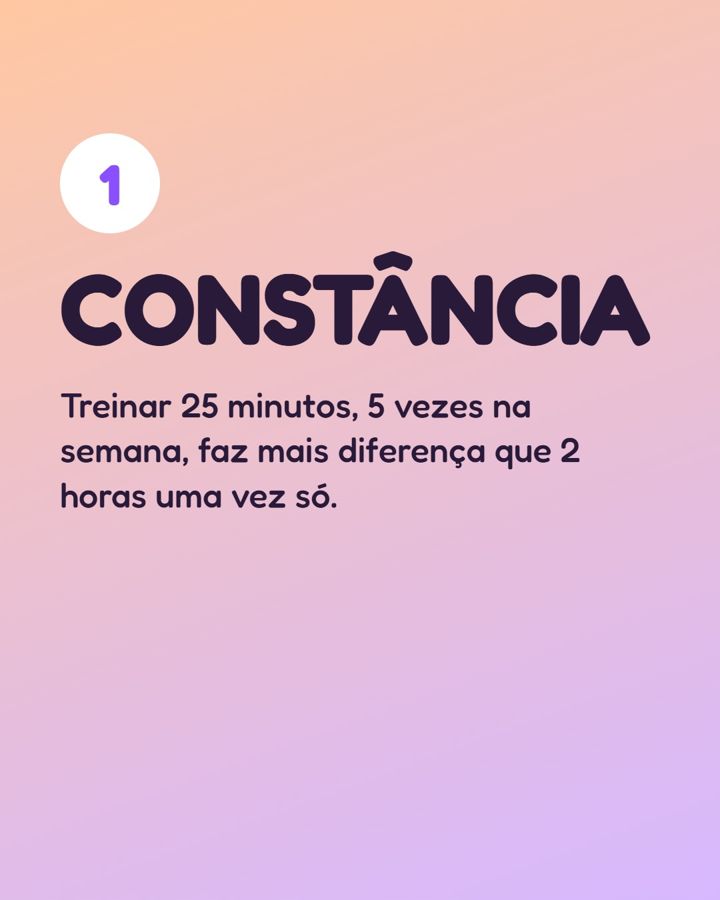 1
CONSTÂNCIA
Treinar 25 minutos, 5 vezes na
semana, faz mais diferença que 2
horas uma vez só.